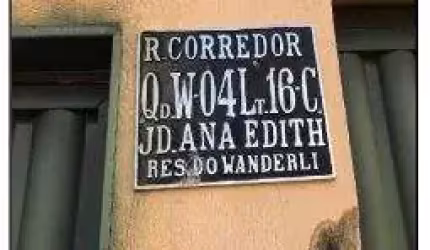 R. CORREDOR
QD.W-04 LT.16-C
JD. ANA EDITH
RES. DO WANDERLI